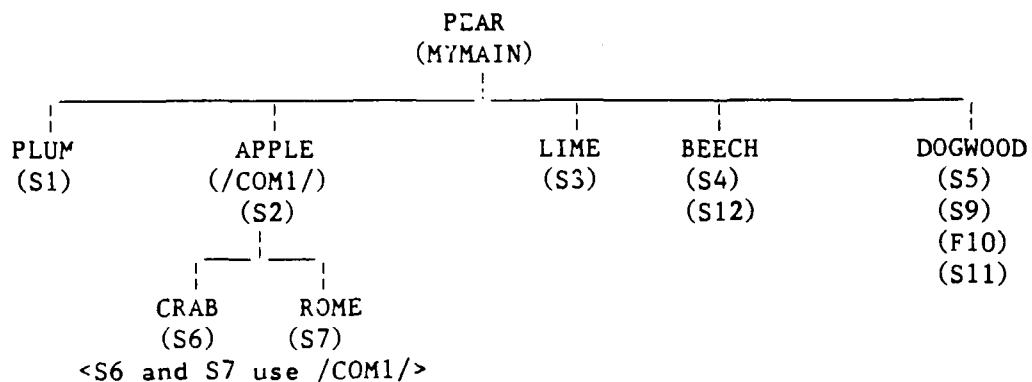 PEAR
(MYMAIN)
PLUM APPLE LIME BEECH DOGWOOD
(S1) (/COM1/) (S3) (S4) (S5)
(S2) (S12) (S9)
(F10)
(S11)
CRAB ROME
(S6) (S7)
<S6 and S7 use /COM1/>